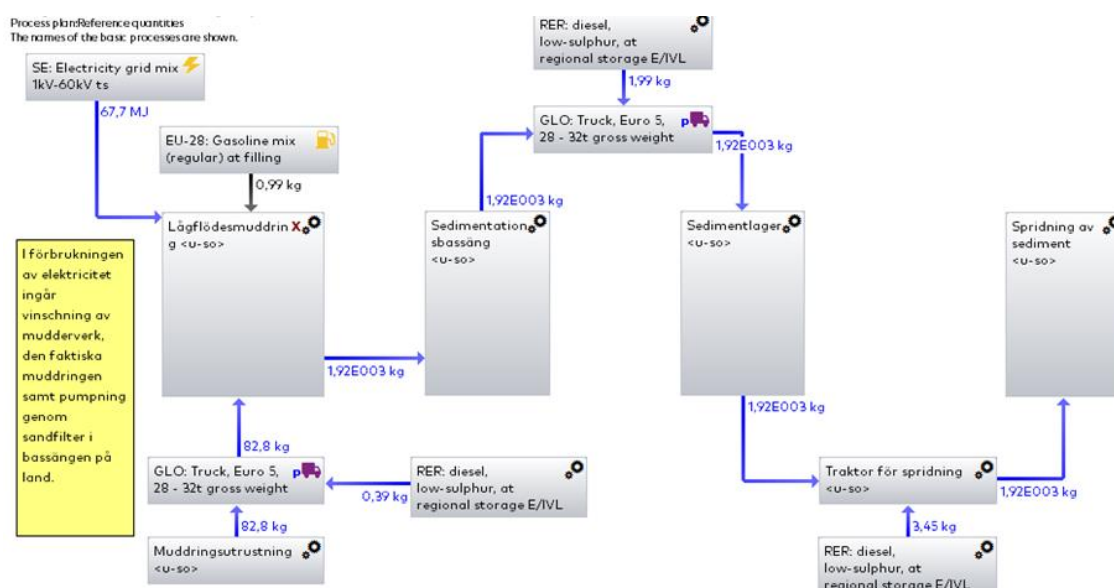 Process plan:Reference quantities
The names of the basic processes are shown.
SE: Electricity grid mix
1kV-60kV ts
67,7 MJ
EU-28: Gasoline mix
(regular) at filling
0,99 kg
RER: diesel,
low-sulphur, at
regional storage E/IVL
1,99 kg
GLO: Truck, Euro 5,
28 - 32t gross weight
p
1,92E003 kg
1,92E003 kg
Lågflödesmuddrin
g <u-so>
X
Sedimentation
sbassäng
<u-so>
Sedimentlager
<u-so>
Spridning av
sediment
<u-so>
I förbrukningen
av elektricitet
ingår
vinschning av
mudderverk,
den faktiska
muddringen
samt pumpning
genom
sandfilter i
bassängen på
land.
1,92E003 kg
1,92E003 kg
82,8 kg
GLO: Truck, Euro 5,
28 - 32t gross weight
p
0,39 kg
RER: diesel,
low-sulphur, at
regional storage E/IVL
Traktor för spridning
<u-so>
1,92E003 kg
82,8 kg
3,45 kg
Muddringsutrustning
<u-so>
RER: diesel,
low-sulphur, at
regional storage E/IVL